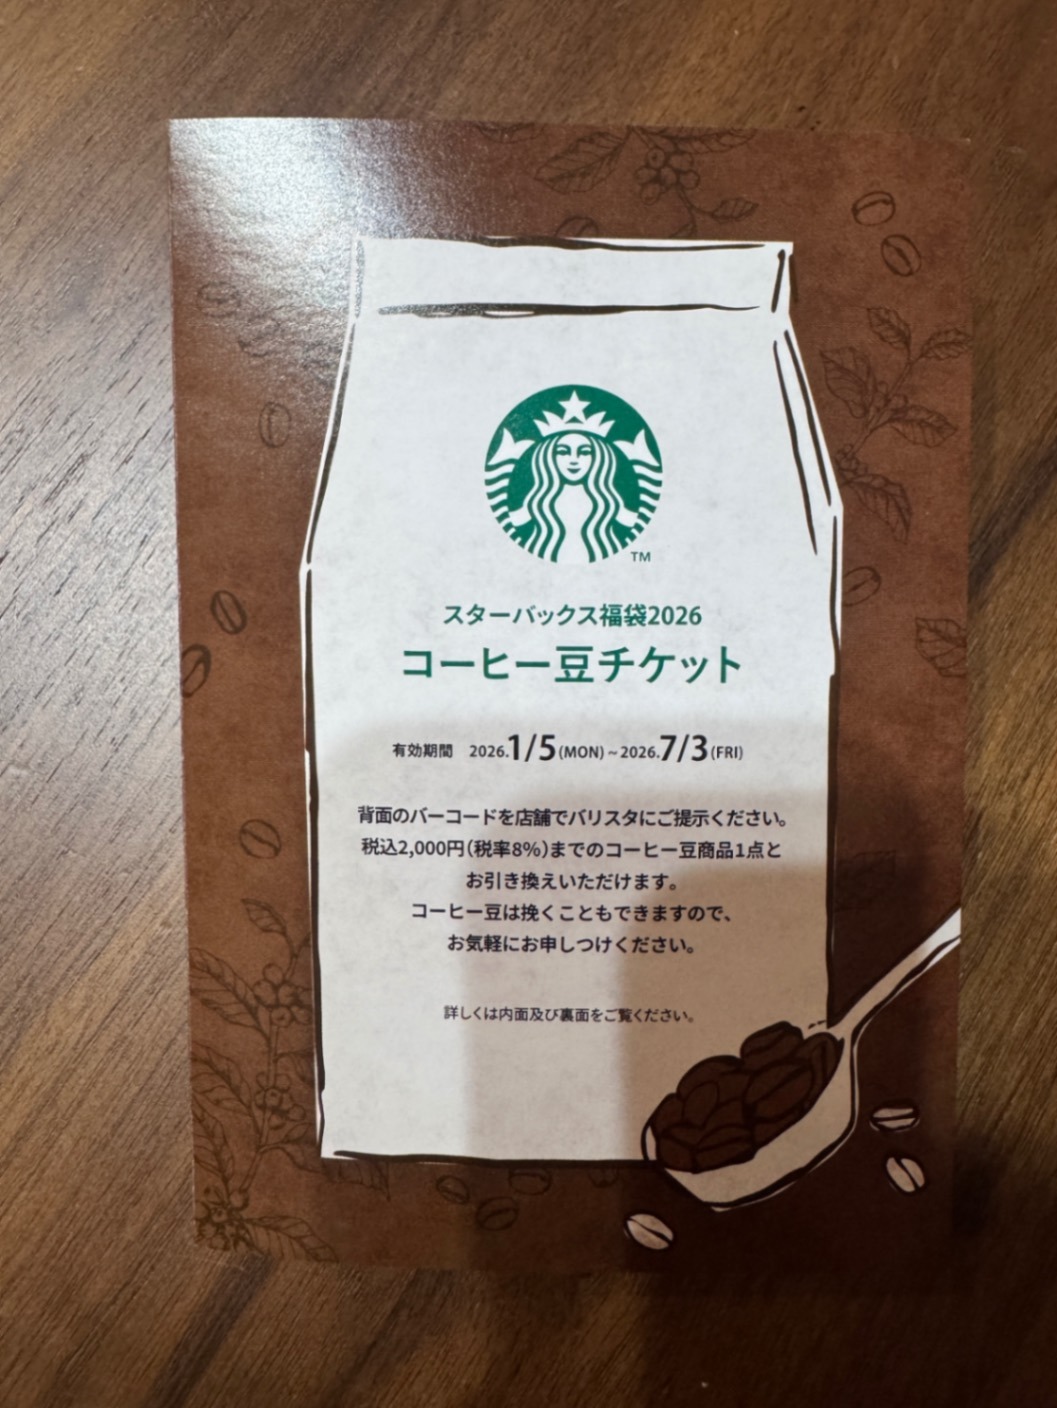 TM
スターバックス福袋2026
コーヒー豆チケット
有効期間 2026.1/5(MON)~2026.7/3(FRI)
背面のバーコードを店舗でバリスタにご提示ください。
税込2,000円(税率8%)までのコーヒー豆商品1点と
お引き換えいただけます。
コーヒー豆は挽くこともできますので、
お気軽にお申しつけください。
詳しくは内面及び裏面をご覧ください。